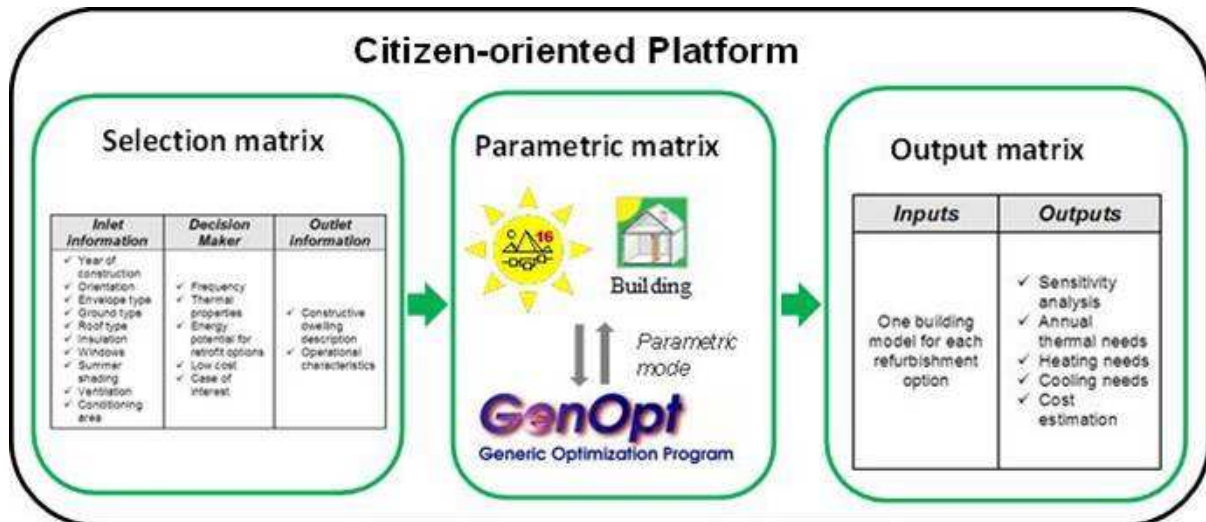 Citizen-oriented Platform
Selection matrix
Inlet
information
Decision
Maker
Outlet
information
✓ Year of
construction
✓ Orientation
✓ Envelope type
✓ Ground type
✓ Roof type
✓ Insulation
✓ Windows
✓ Summer
shading
✓ Ventilation
✓ Conditioning
area
✓ Frequency
✓ Thermal
properties
✓ Energy
potential for
retrofit options
✓ Low cost
✓ Case of
interest
✓ Constructive
dwelling
description
✓ Operational
characteristics
Parametric matrix
16
Building
Parametric
mode
GenOpt
Generic Optimization Program
Output matrix
Inputs
Outputs
One building
model for each
refurbishment
option
✓ Sensitivity
analysis
✓ Annual
thermal needs
✓ Heating needs
✓ Cooling needs
✓ Cost
estimation